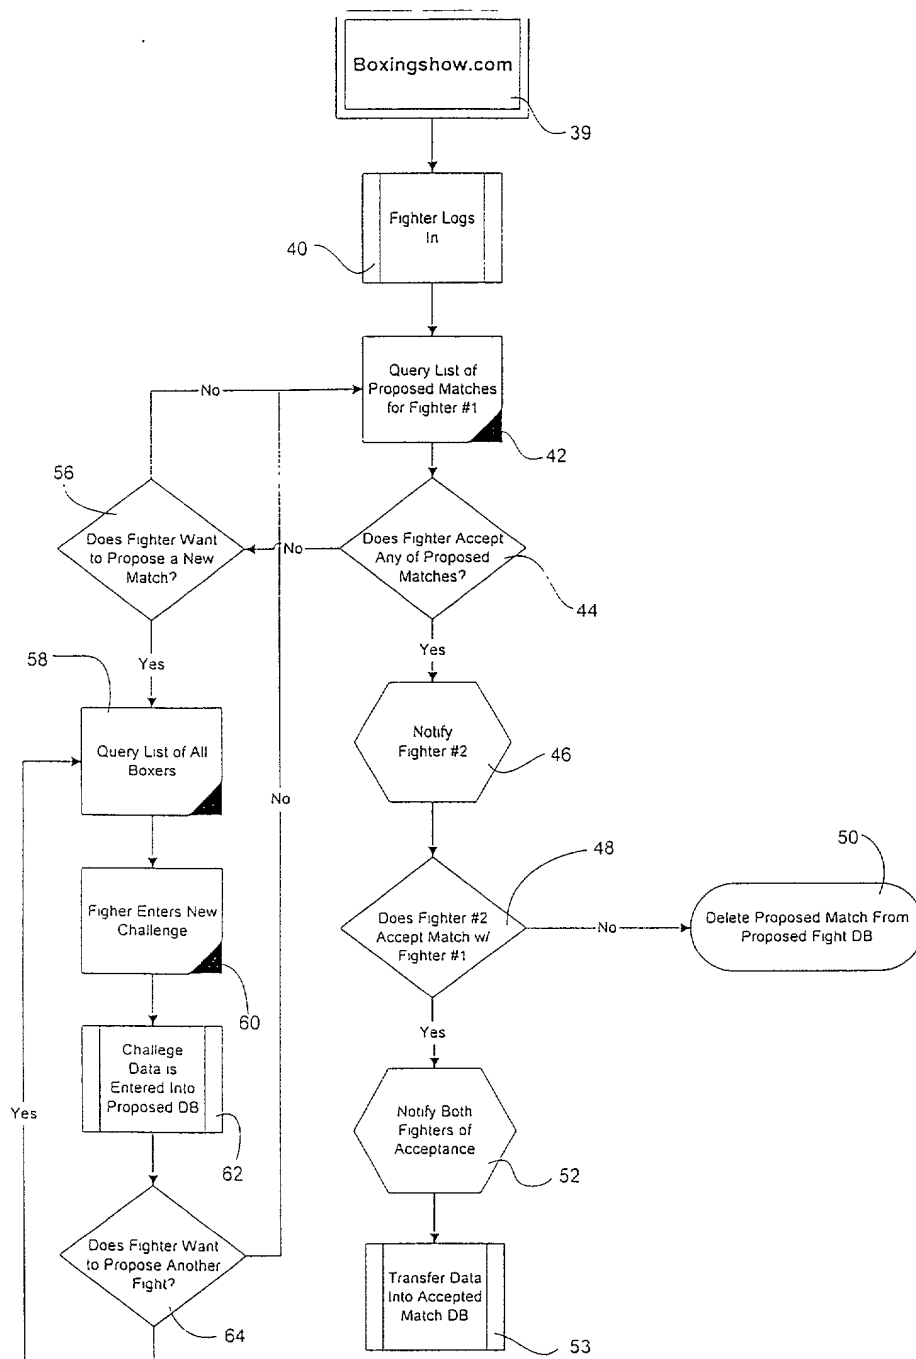 Boxingshow.com
39
Fighter Logs
In
40
Query List of
Proposed Matches
for Fighter #1
42
No
56
Does Fighter Want
to Propose a New
Match?
No
Does Fighter Accept
Any of Proposed
Matches?
44
Yes
Yes
58
Query List of All
Boxers
Notify
Fighter #2
46
No
48
50
Figher Enters New
Challenge
60
Does Fighter #2
Accept Match w/
Fighter #1
No
Delete Proposed Match From
Proposed Fight DB
Yes
Challege
Data is
Entered Into
Proposed DB
62
Yes
Notify Both
Fighters of
Acceptance
52
Does Fighter Want
to Propose Another
Fight?
64
Transfer Data
Into Accepted
Match DB
53